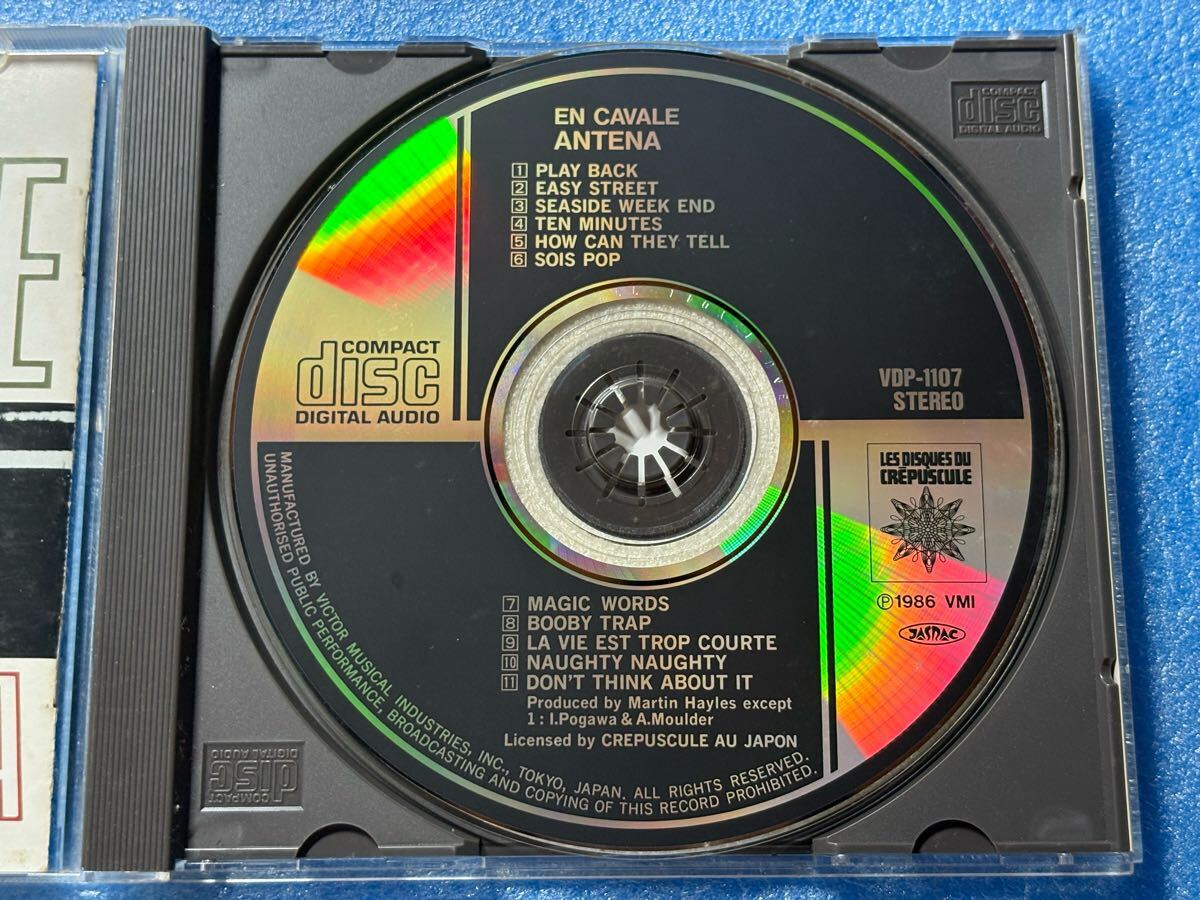 EN CAVALE
ANTENA
1 PLAY BACK
2 EASY STREET
3 SEASIDE WEEK END
4 TEN MINUTES
5 HOW CAN THEY TELL
6 SOIS POP
COMPACT
disc
DIGITAL AUDIO
VDP-1107
STEREO
LES DISQUES DU
CRÉPUSCULE
℗1986 VMI
JASRAC
7 MAGIC WORDS
8 BOOBY TRAP
9 LA VIE EST TROP COURTE
10 NAUGHTY NAUGHTY
11 DON'T THINK ABOUT IT
Produced by Martin Hayles except
1 : I.Pogawa & A.Moulder
Licensed by CREPUSCULE AU JAPON
MANUFACTURED BY VICTOR MUSICAL INDUSTRIES, INC., TOKYO, JAPAN. ALL RIGHTS RESERVED.
UNAUTHORISED PUBLIC PERFORMANCE, BROADCASTING AND COPYING OF THIS RECORD PROHIBITED.
COMPACT
disc
DIGITAL AUDIO
COMPACT
disc
DIGITAL AUDIO
E
A